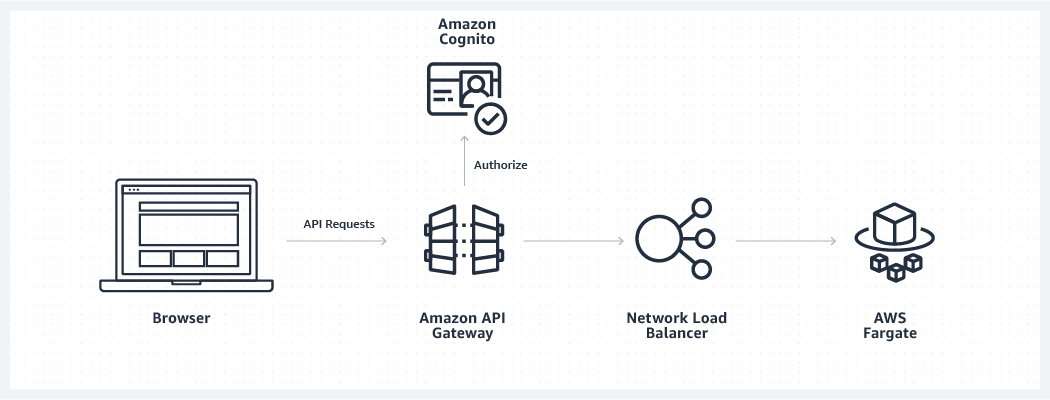 Amazon
Cognito
Authorize
API Requests
Browser
Amazon API
Gateway
Network Load
Balancer
AWS
Fargate